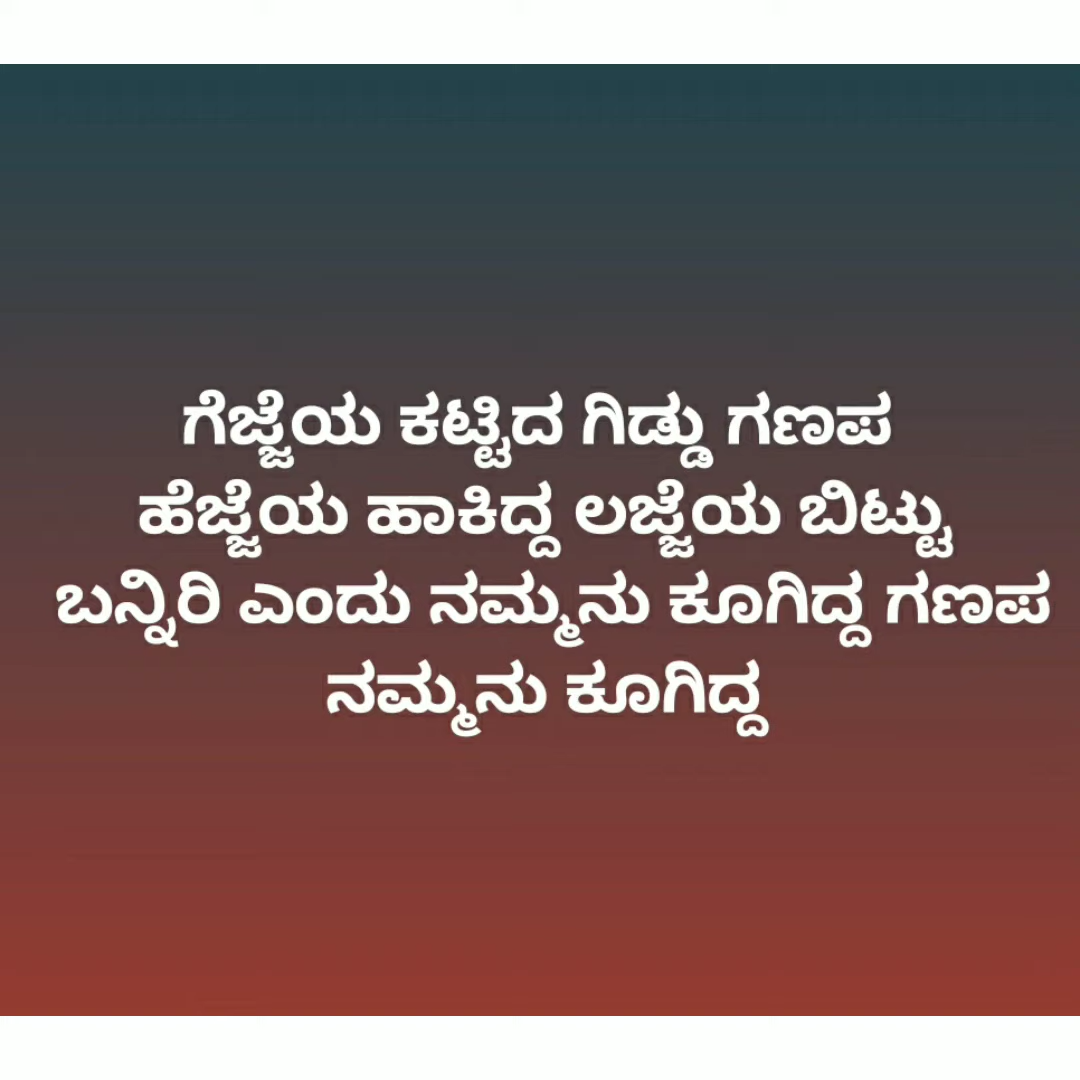 ಗೆಜ್ಜೆಯ ಕಟ್ಟಿದ ಗಿಡ್ಡು ಗಣಪ
ಹೆಜ್ಜೆಯ ಹಾಕಿದ್ದ ಲಜ್ಜೆಯ ಬಿಟ್ಟು
ಬನ್ನಿರಿ ಎಂದು ನಮ್ಮನು ಕೂಗಿದ್ದ ಗಣಪ
ನಮ್ಮನು ಕೂಗಿದ್ದ